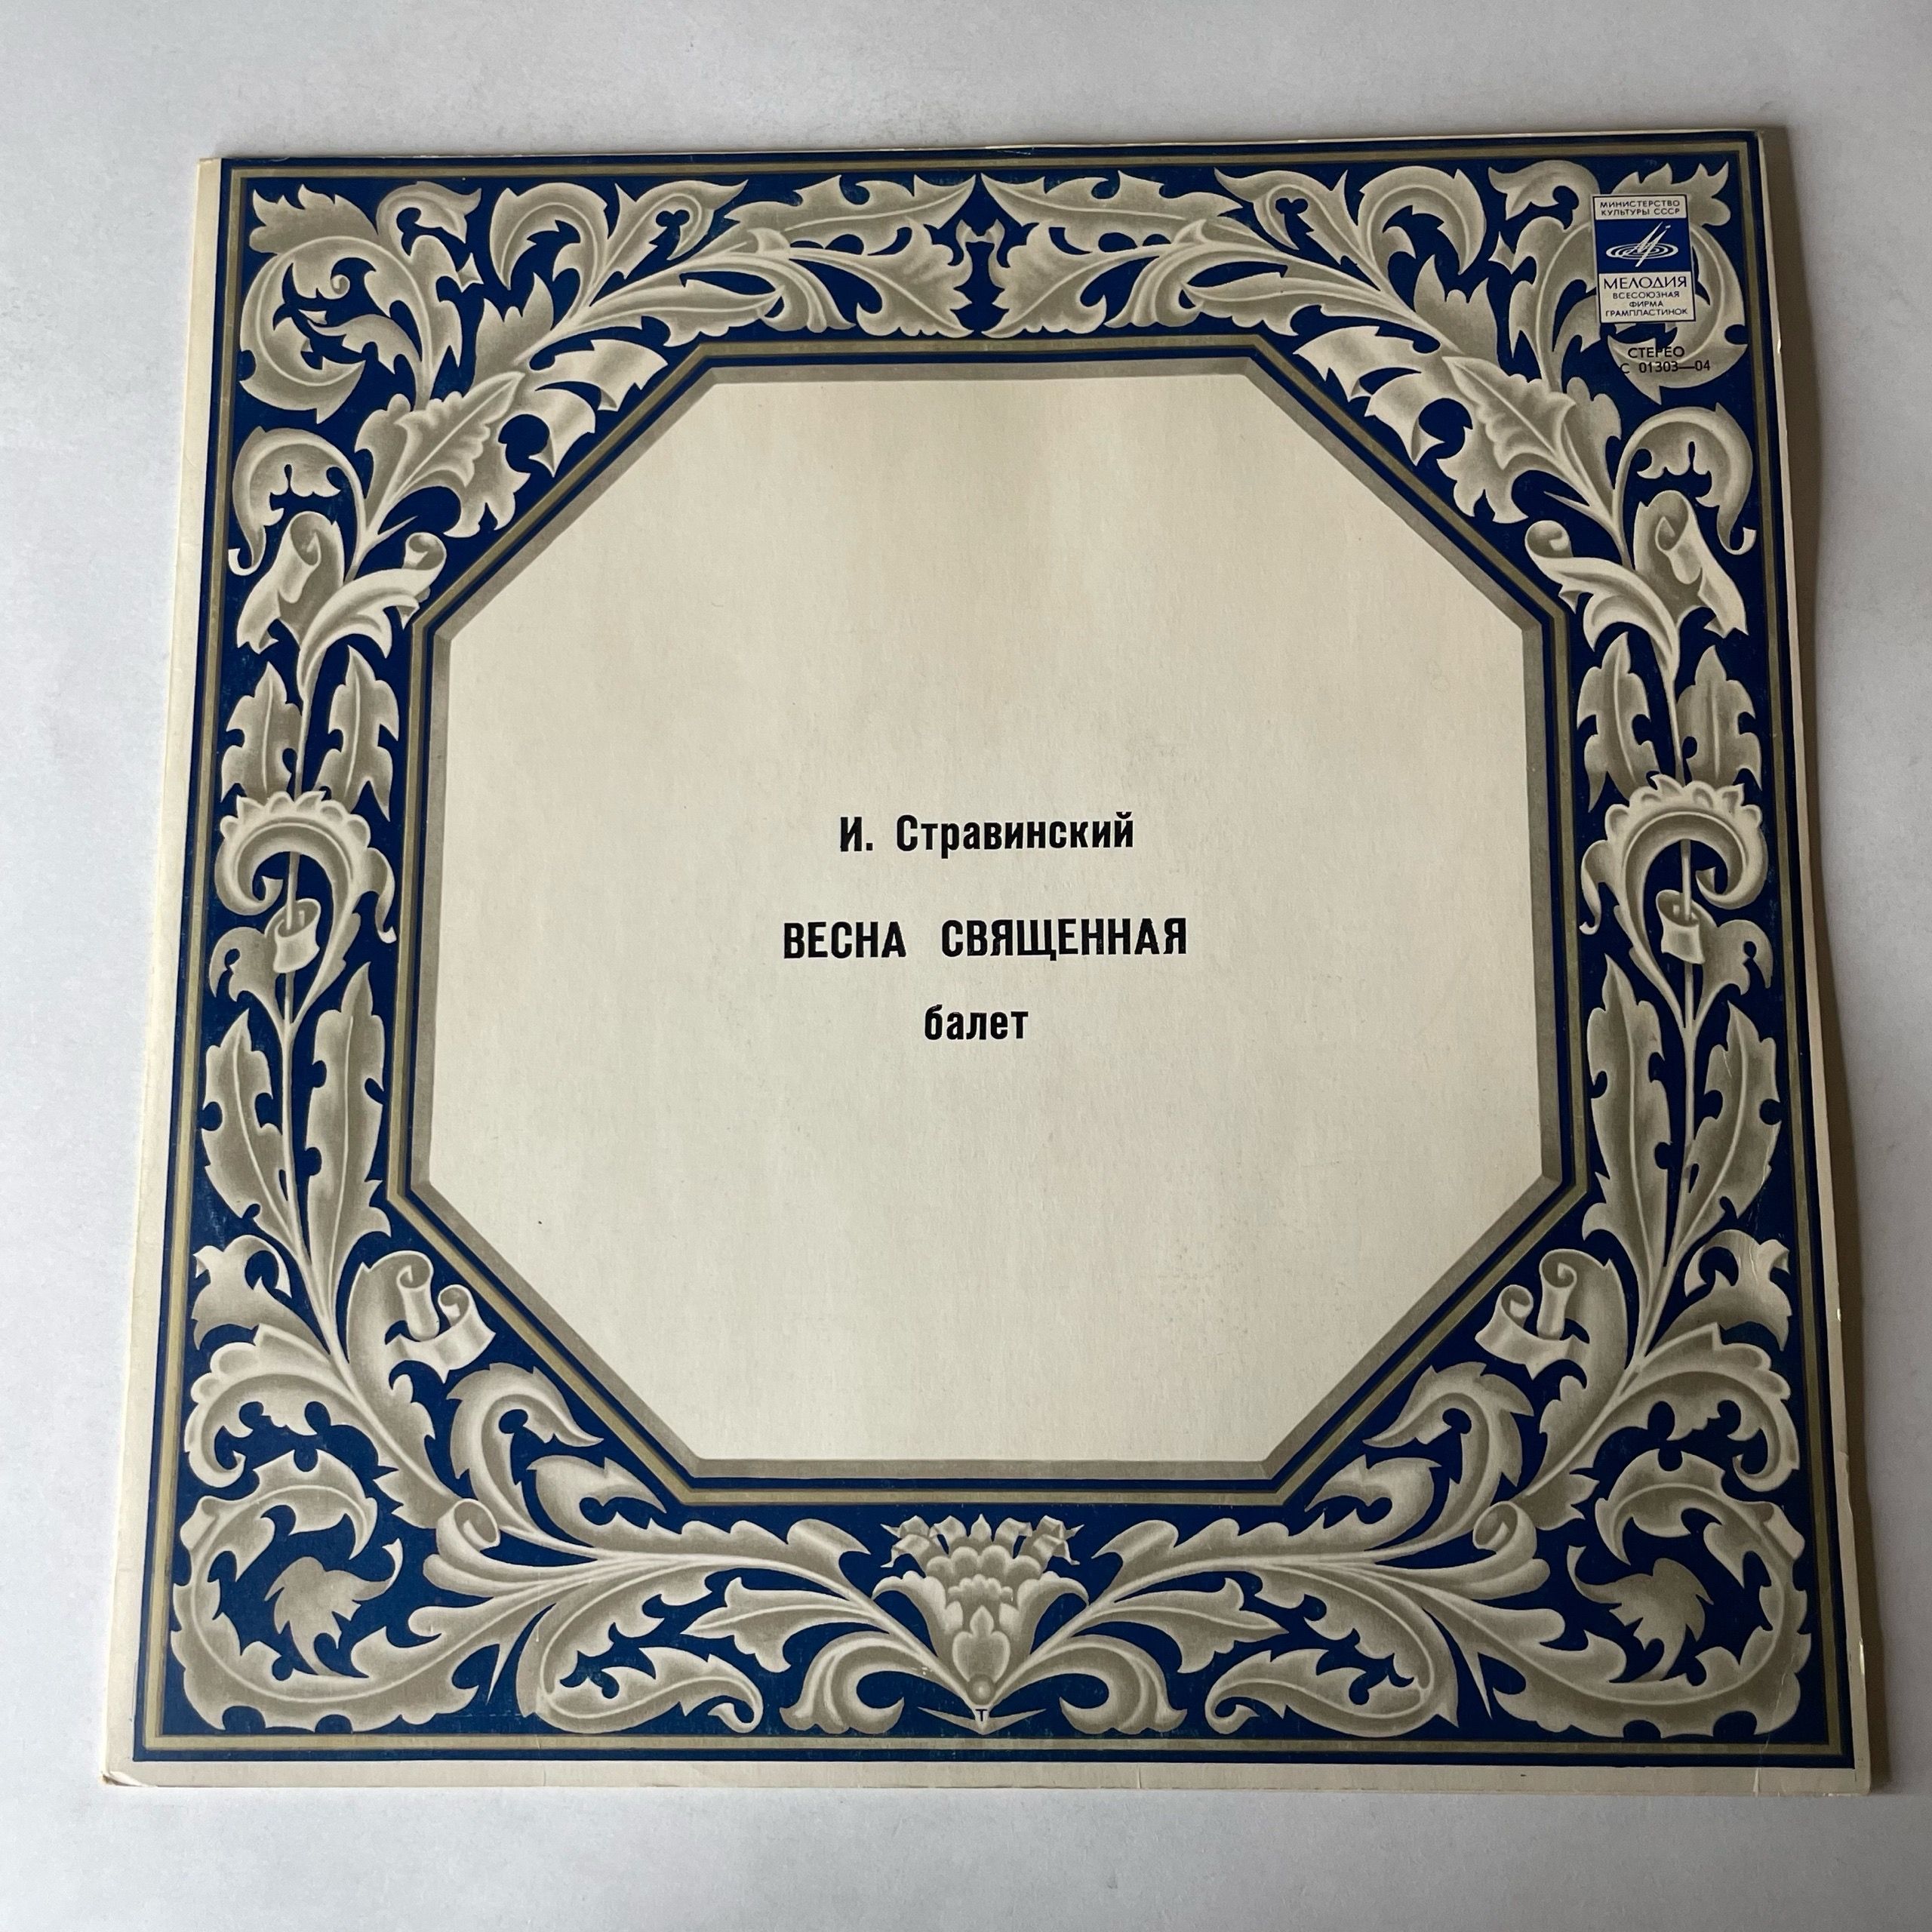 МИНИСТЕРСТВО
КУЛЬТУРЫ СССР
МЕЛОДИЯ
ВСЕСОЮЗНАЯ
ФИРМА
ГРАМПЛАСТИНОК
СТЕРЕО
С 01303—04
И. Стравинский
ВЕСНА СВЯЩЕННАЯ
балет
Т